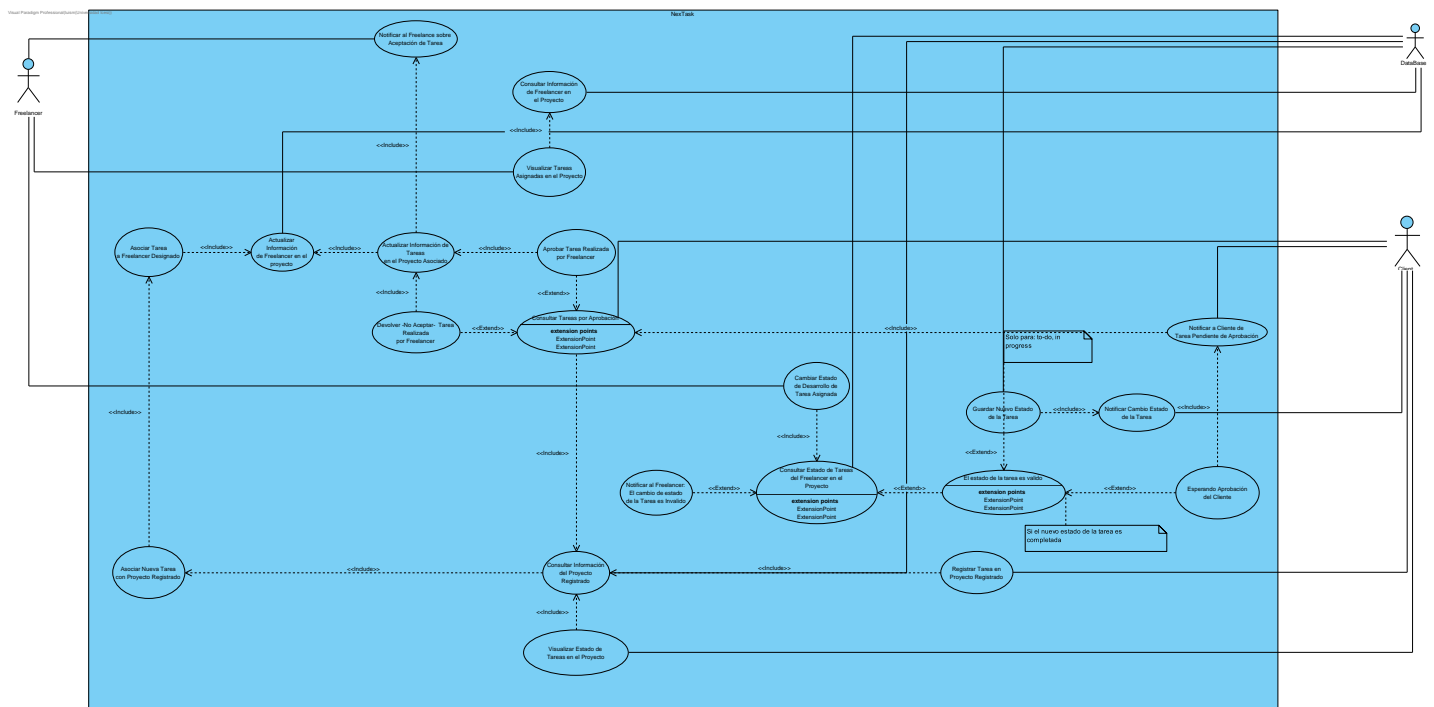 NexTask
Notificar al Freelance sobre
Aceptación de Tarea
DataBase
Freelancer
Consultar Información
de Freelancer en
el Proyecto
<<Include>>
<<Include>>
Visualizar Tareas
Asignadas en el Proyecto
Client
Asociar Tarea
a Freelancer Designado
<<Include>>
Actualizar
Información
de Freelancer en el
proyecto
<<Include>>
Actualizar Información de
Tareas
en el Proyecto Asociado
<<Include>>
Aprobar Tarea Realizada
por Freelancer
<<Include>>
<<Extend>>
Devolver -No Aceptar- Tarea
Realizada
por Freelancer
<<Extend>>
Consultar Tareas por Aprobación
extension points
ExtensionPoint
ExtensionPoint
<<Include>>
Solo para: to-do, in
progress
Notificar a Cliente de
Tarea Pendiente de Aprobación
Cambiar Estado
de Desarrollo de
Tarea Asignada
<<Include>>
Guardar Nuevo Estado
de la Tarea
<<Include>>
Notificar Cambio Estado
de la Tarea
<<Include>>
<<Include>>
<<Include>>
<<Extend>>
Notificar al Freelancer:
El cambio de estado
de la Tarea es Invalido
<<Extend>>
Consultar Estado de Tareas
del Freelancer en el
Proyecto
extension points
ExtensionPoint
ExtensionPoint
<<Extend>>
El estado de la tarea es valido
extension points
ExtensionPoint
ExtensionPoint
<<Extend>>
Esperando Aprobación
del Cliente
Si el nuevo estado de la tarea es
completada
Asociar Nueva Tarea
con Proyecto Registrado
<<Include>>
Consultar Información
del Proyecto
Registrado
<<Include>>
Registrar Tarea en
Proyecto Registrado
<<Include>>
Visualizar Estado de
Tareas en el Proyecto